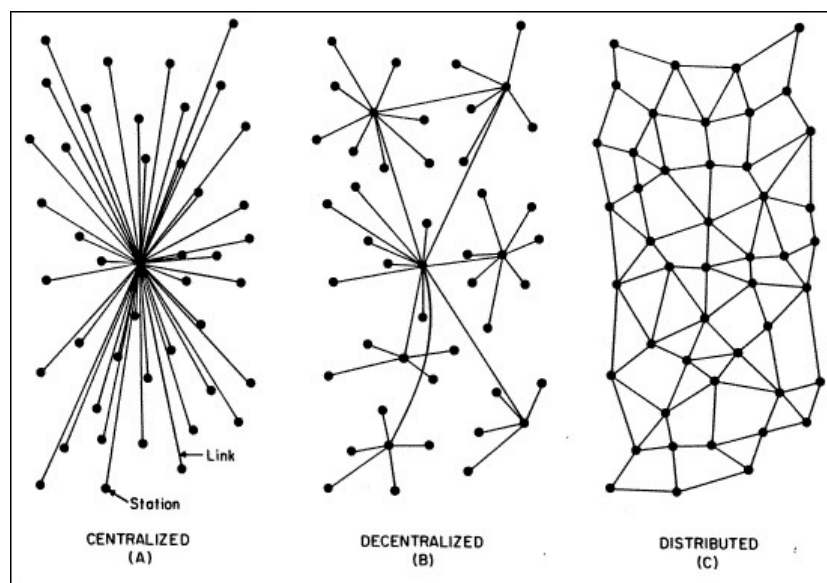 Link
Station
CENTRALIZED
(A)
DECENTRALIZED
(B)
DISTRIBUTED
(C)